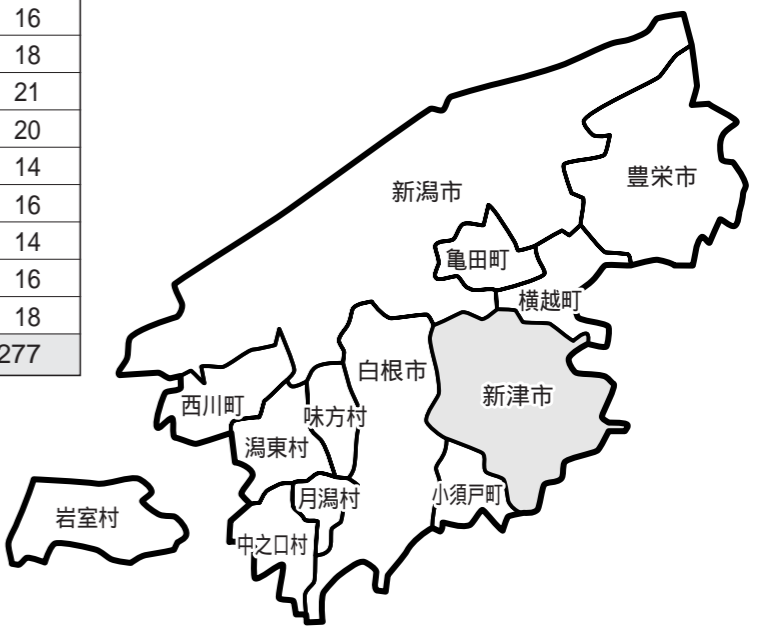 16
18
21
20
14
16
14
16
18
277
新潟市
豊栄市
亀田町
横越町
白根市
新津市
西川町
味方村
潟東村
月潟村
小須戸町
岩室村
中之口村